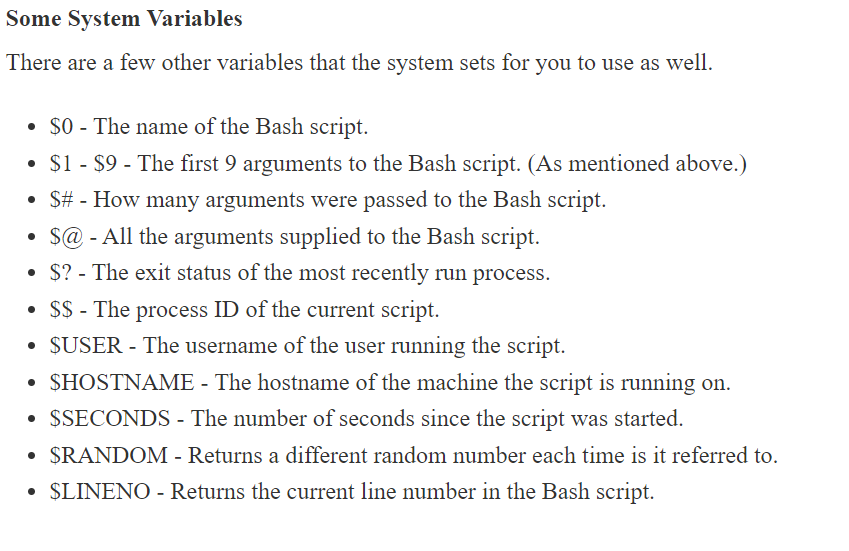 Some System Variables
There are a few other variables that the system sets for you to use as well.
• $0 - The name of the Bash script.
• $1 - $9 - The first 9 arguments to the Bash script. (As mentioned above.)
• $# - How many arguments were passed to the Bash script.
• $@ - All the arguments supplied to the Bash script.
• $? - The exit status of the most recently run process.
• $$ - The process ID of the current script.
• $USER - The username of the user running the script.
• $HOSTNAME - The hostname of the machine the script is running on.
• $SECONDS - The number of seconds since the script was started.
• $RANDOM - Returns a different random number each time is it referred to.
• $LINENO - Returns the current line number in the Bash script.